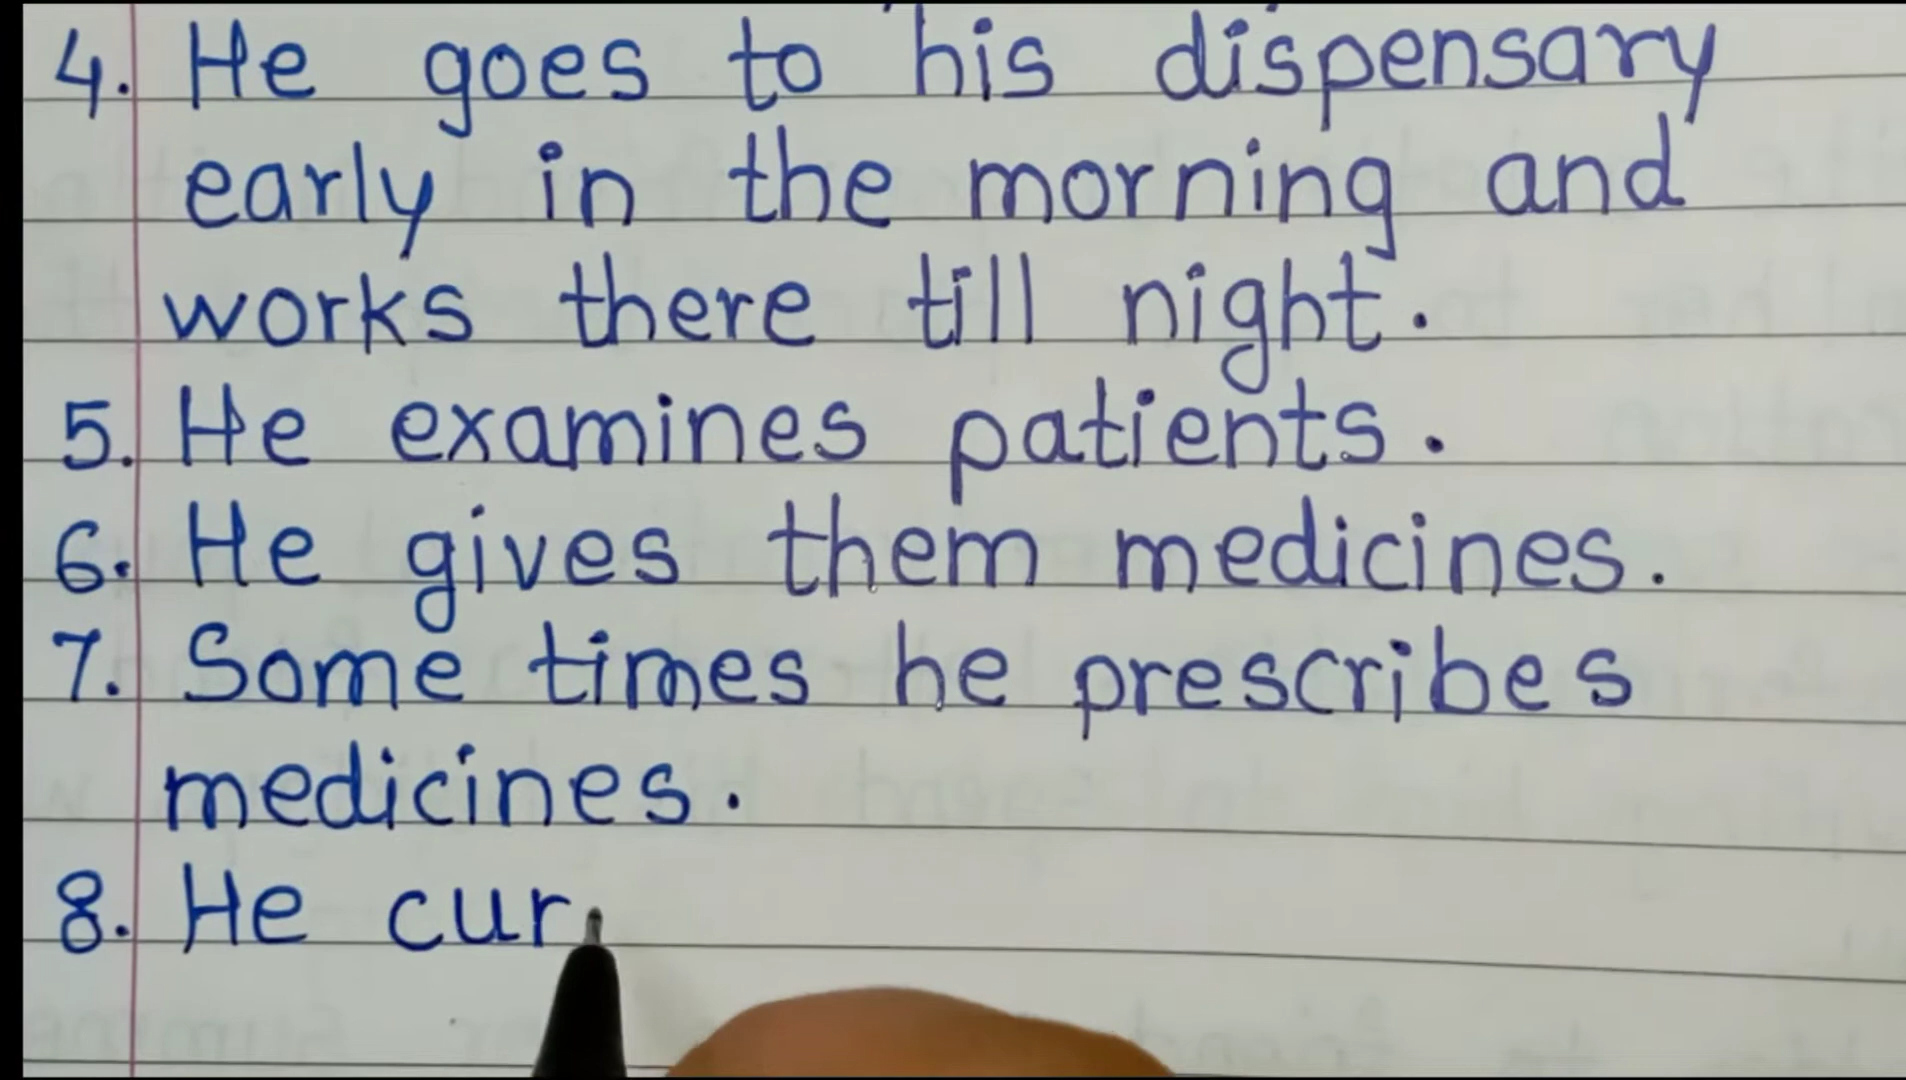 4. He goes to his dispensary
early in the morning and
works there till night.
5. He examines patients.
6. He gives them medicines.
7. Some times he prescribes
medicines.
8. He cur